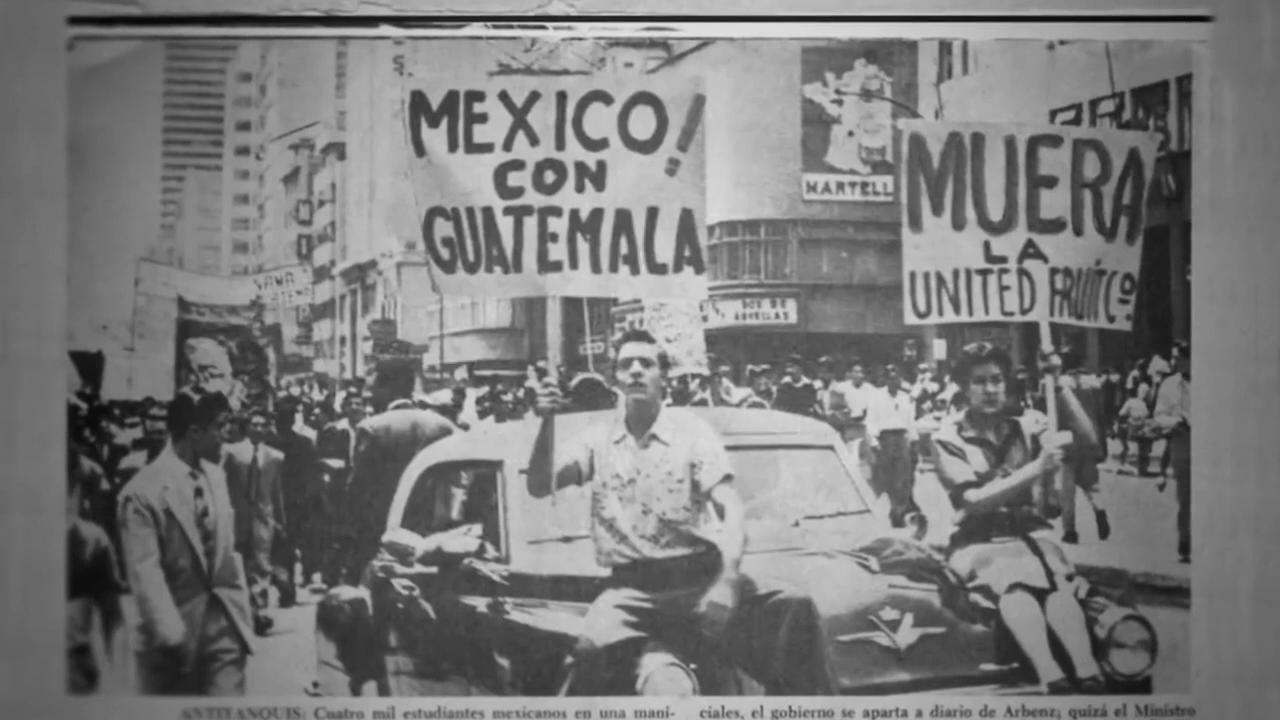 MEXICO!
CON
GUATEMALA
MUERA
LA
UNITED FRUIT Cº
MARTELL
ANTIYANQUIS: Cuatro mil estudiantes mexicanos en una mani-
ciales, el gobierno se aparta a diario de Arbenz; quizá el Ministro